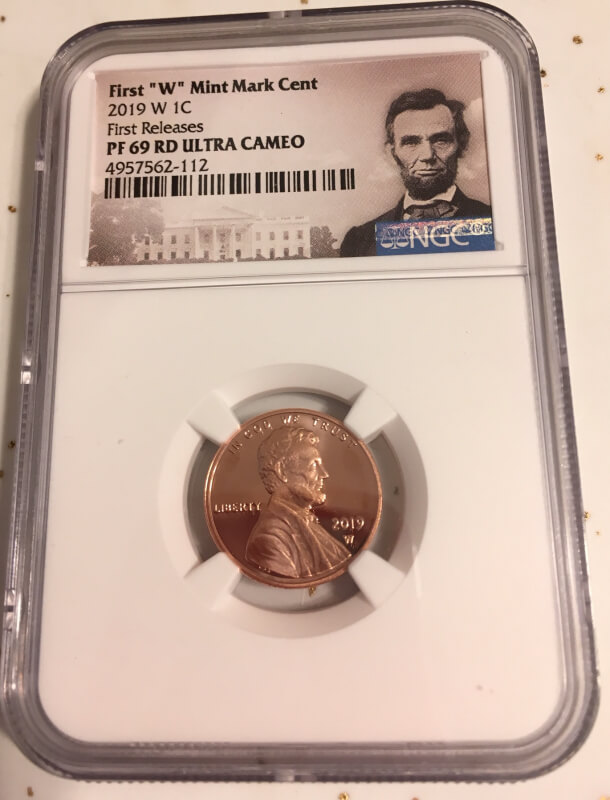 First "W" Mint Mark Cent
2019 W 1C
First Releases
PF 69 RD ULTRA CAMEO
4957562-112
NGC
IN GOD WE TRUST
LIBERTY
2019
W